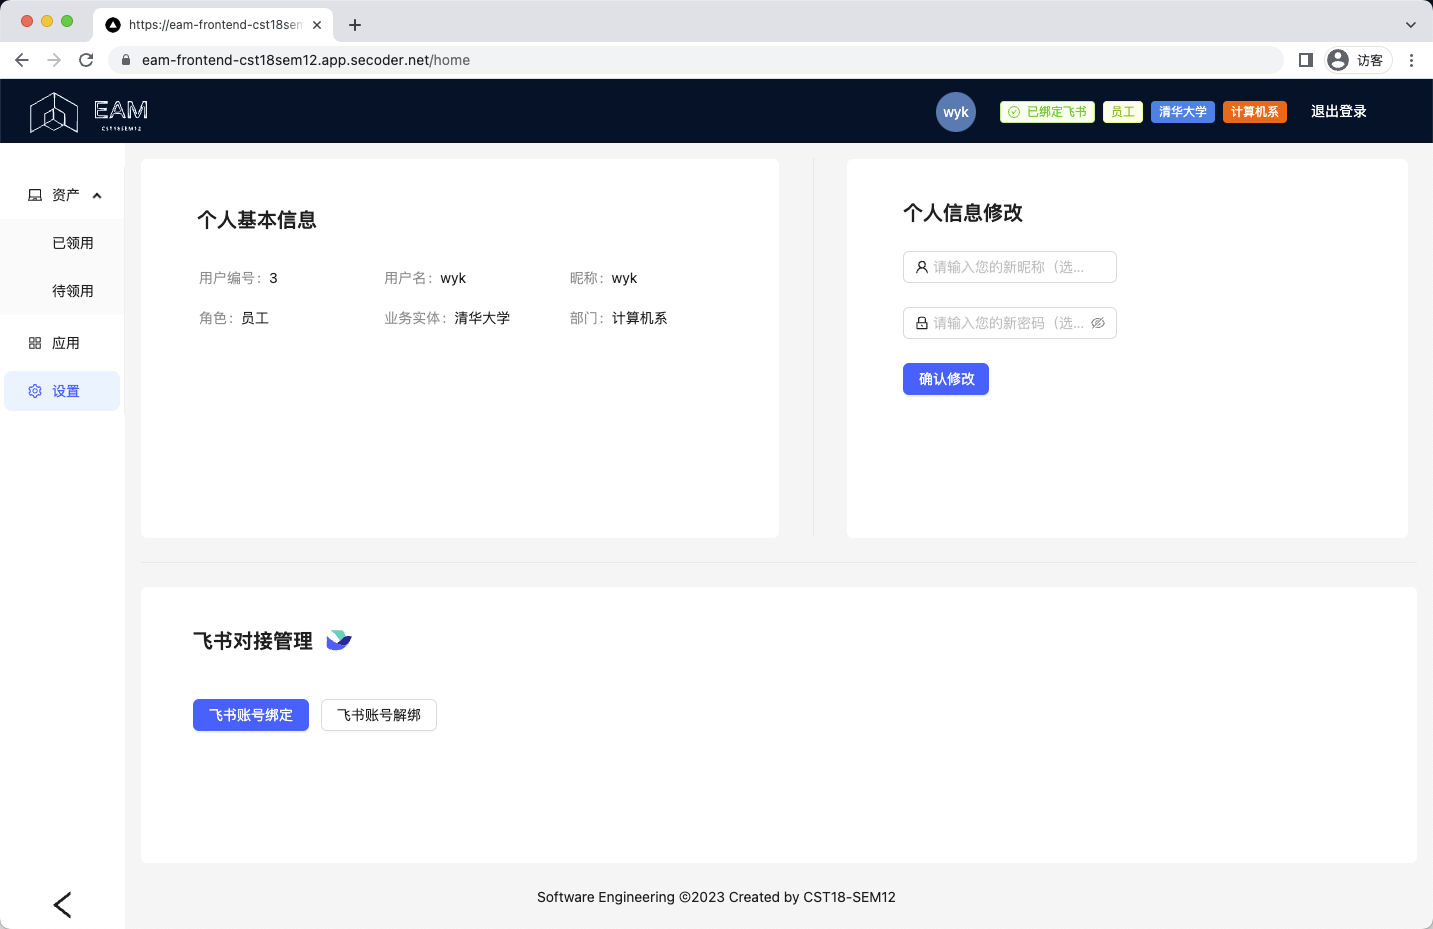 https://eam-frontend-cst18sem
eam-frontend-cst18sem12.app.secoder.net/home
访客
EAM
CST18SEM12
wyk
已绑定飞书
员工
清华大学
计算机系
退出登录
资产
已领用
待领用
应用
设置
个人基本信息
用户编号: 3
用户名: wyk
昵称: wyk
角色: 员工
业务实体: 清华大学
部门: 计算机系
个人信息修改
请输入您的新昵称（选...
请输入您的新密码（选...
确认修改
飞书对接管理
飞书账号绑定
飞书账号解绑
Software Engineering ©2023 Created by CST18-SEM12